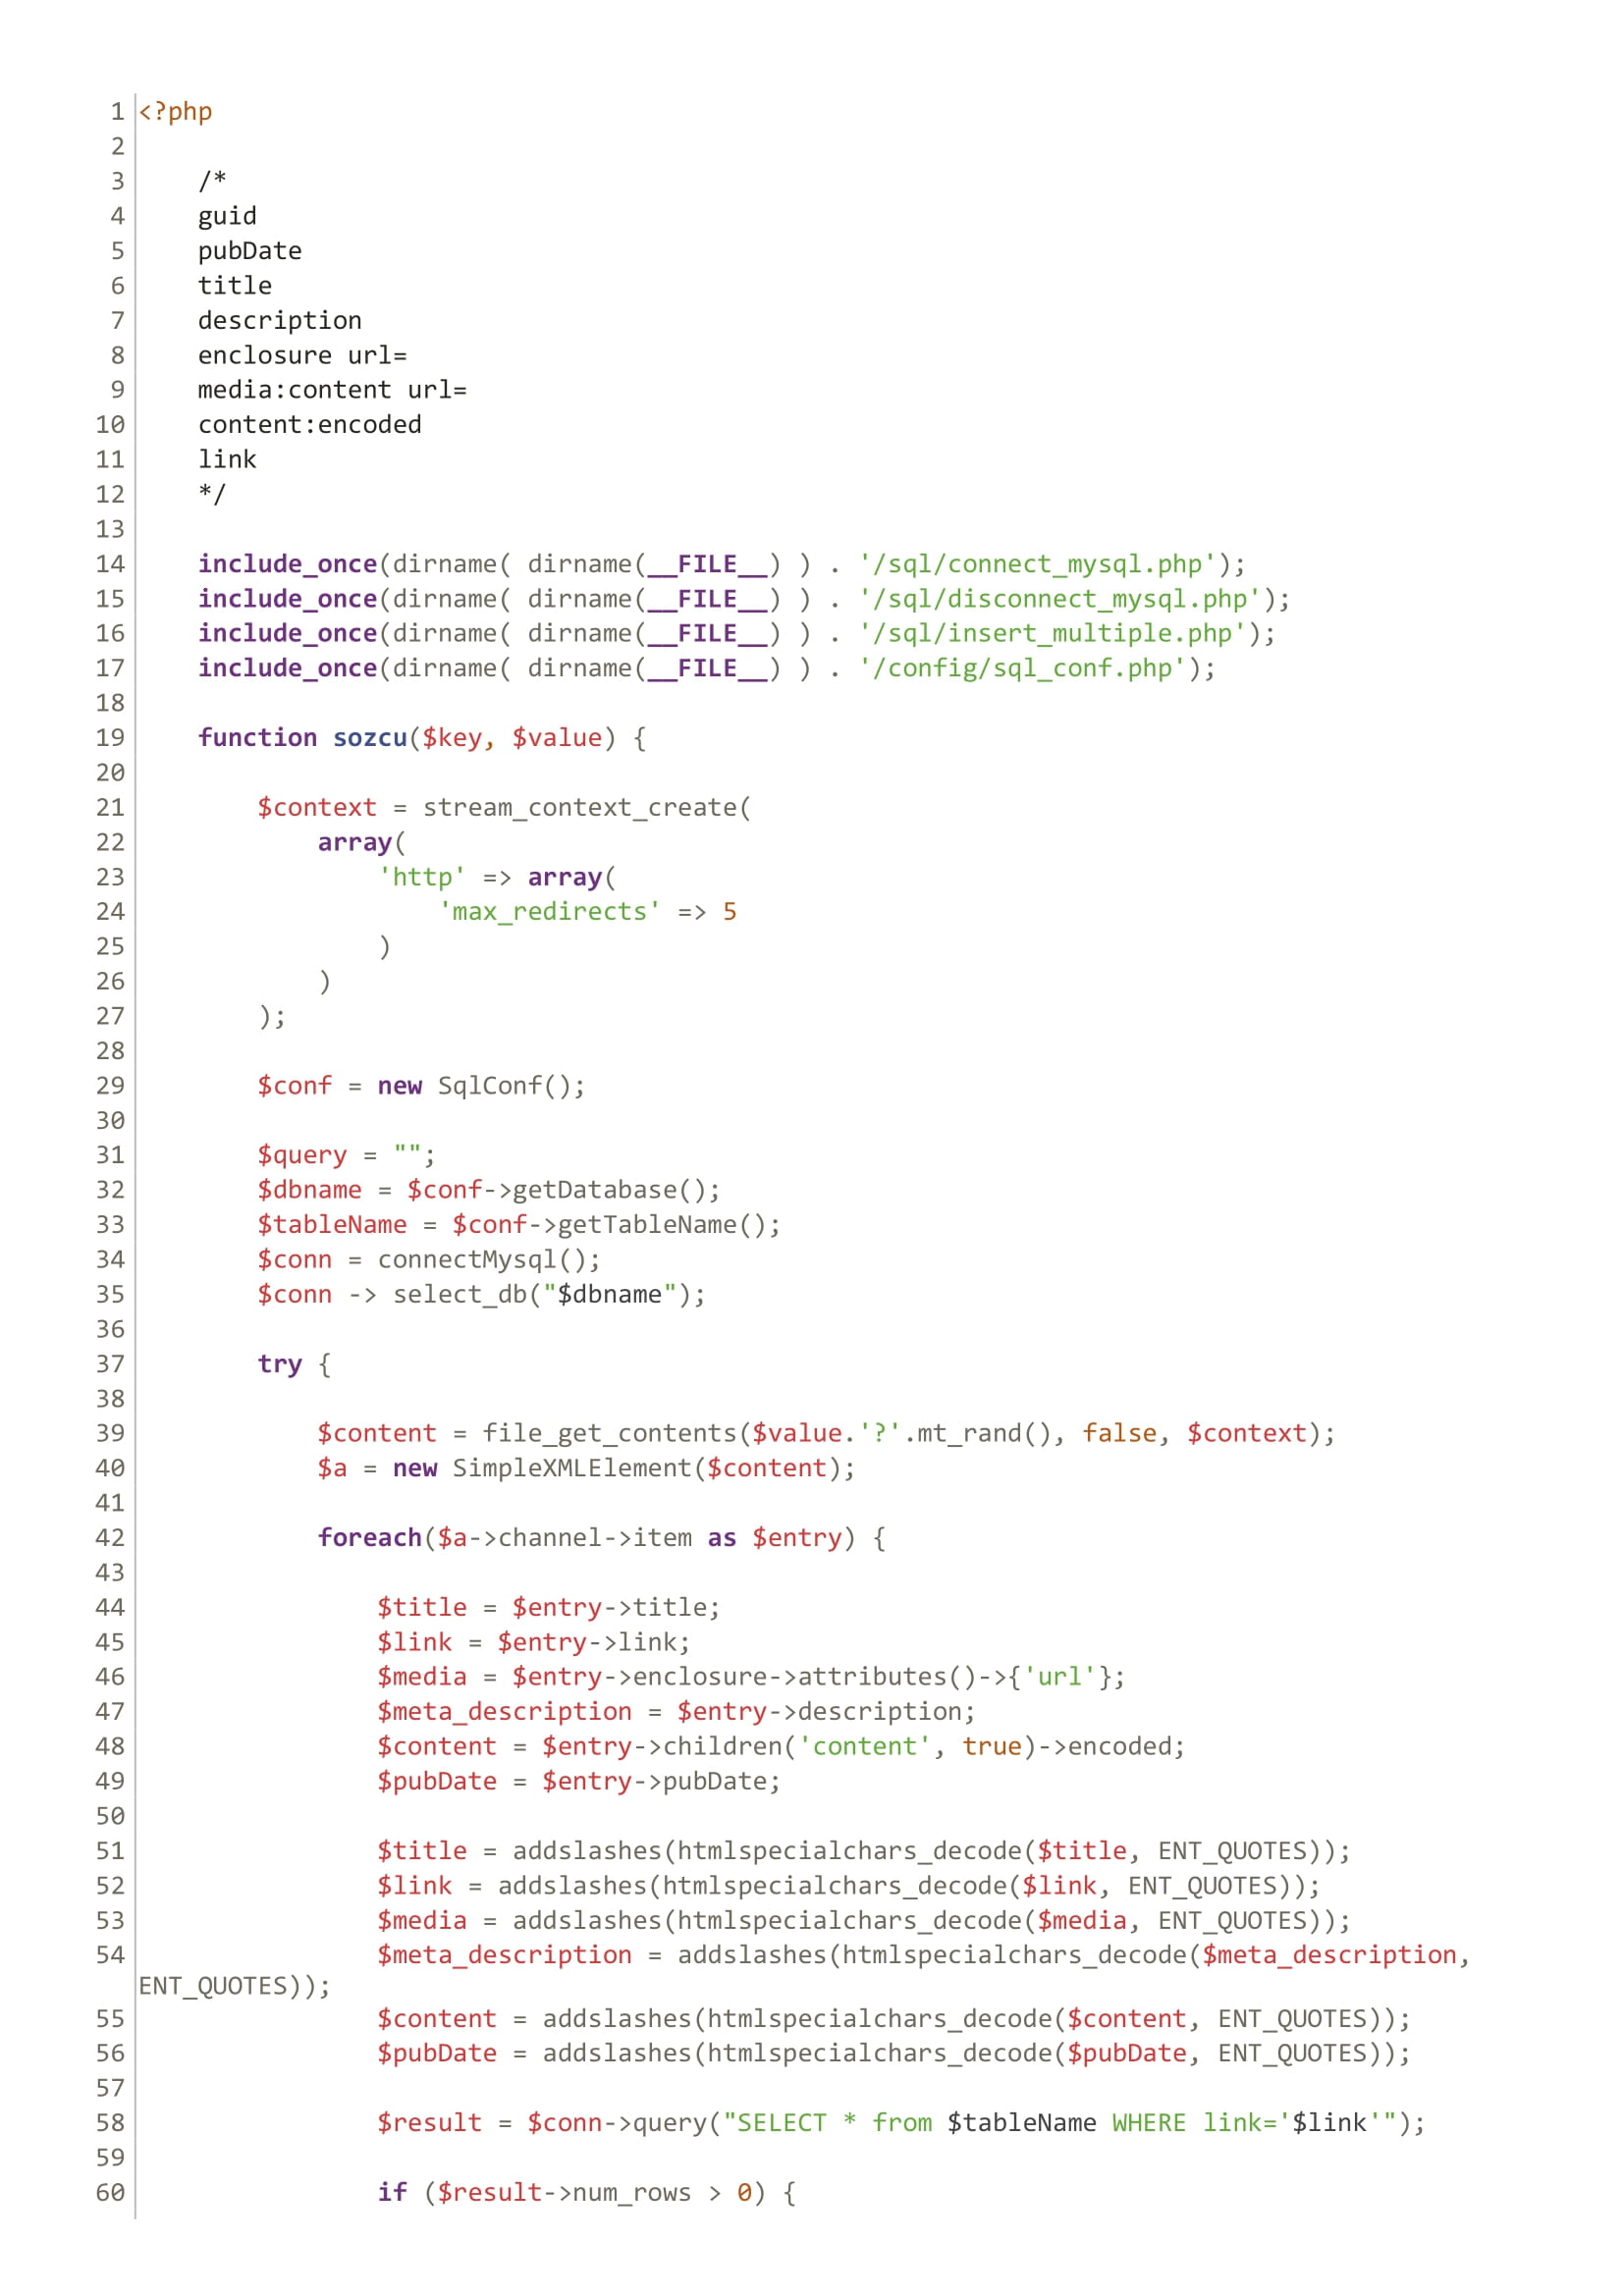 1 <?php
2
3     /*
4     guid
5     pubDate
6     title
7     description
8     enclosure url=
9     media:content url=
10     content:encoded
11     link
12     */
13
14     include_once(dirname( dirname(__FILE__) ) . '/sql/connect_mysql.php');
15     include_once(dirname( dirname(__FILE__) ) . '/sql/disconnect_mysql.php');
16     include_once(dirname( dirname(__FILE__) ) . '/sql/insert_multiple.php');
17     include_once(dirname( dirname(__FILE__) ) . '/config/sql_conf.php');
18
19     function sozcu($key, $value) {
20
21         $context = stream_context_create(
22             array(
23                 'http' => array(
24                     'max_redirects' => 5
25                 )
26             )
27         );
28
29         $conf = new SqlConf();
30
31         $query = "";
32         $dbname = $conf->getDatabase();
33         $tableName = $conf->getTableName();
34         $conn = connectMysql();
35         $conn -> select_db("$dbname");
36
37         try {
38
39             $content = file_get_contents($value.'?'.mt_rand(), false, $context);
40             $a = new SimpleXMLElement($content);
41
42             foreach($a->channel->item as $entry) {
43
44                 $title = $entry->title;
45                 $link = $entry->link;
46                 $media = $entry->enclosure->attributes()->{'url'};
47                 $meta_description = $entry->description;
48                 $content = $entry->children('content', true)->encoded;
49                 $pubDate = $entry->pubDate;
50
51                 $title = addslashes(htmlspecialchars_decode($title, ENT_QUOTES));
52                 $link = addslashes(htmlspecialchars_decode($link, ENT_QUOTES));
53                 $media = addslashes(htmlspecialchars_decode($media, ENT_QUOTES));
54                 $meta_description = addslashes(htmlspecialchars_decode($meta_description,
ENT_QUOTES));
55                 $content = addslashes(htmlspecialchars_decode($content, ENT_QUOTES));
56                 $pubDate = addslashes(htmlspecialchars_decode($pubDate, ENT_QUOTES));
57
58                 $result = $conn->query("SELECT * from $tableName WHERE link='$link'");
59
60                 if ($result->num_rows > 0) {